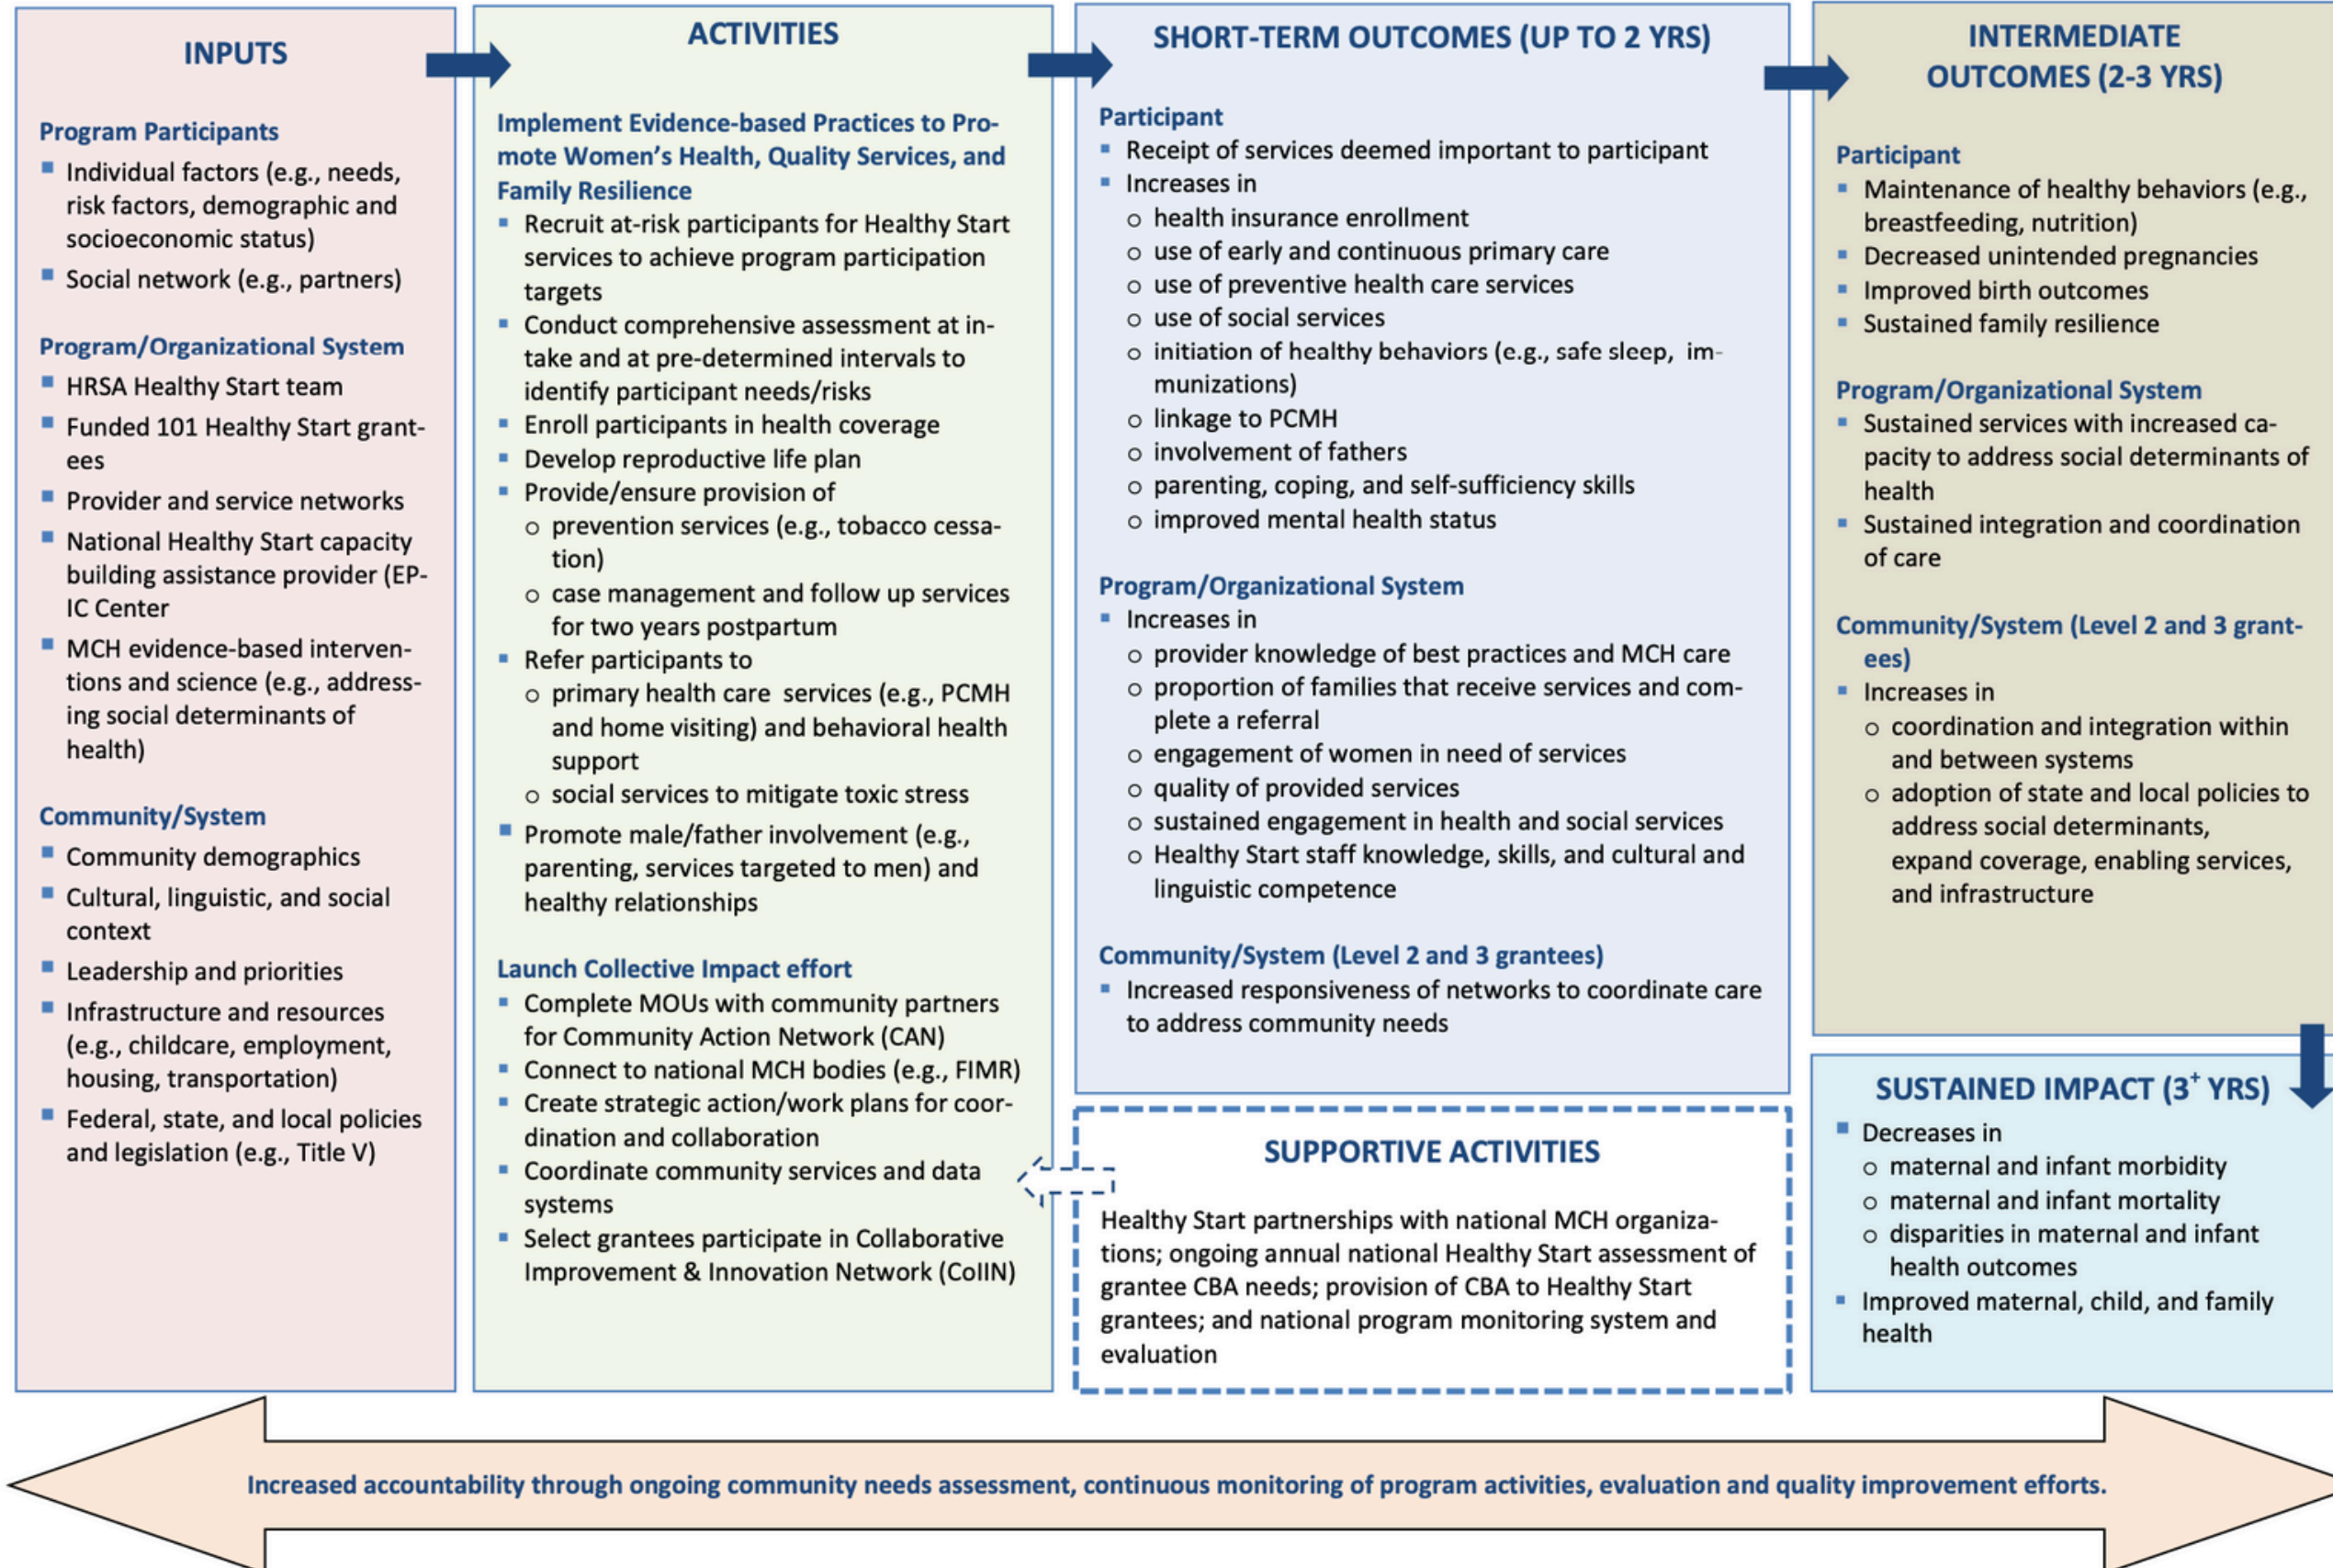 INPUTS
Program Participants
Individual factors (e.g., needs,
risk factors, demographic and
socioeconomic status)
Social network (e.g., partners)
Program/Organizational System
HRSA Healthy Start team
Funded 101 Healthy Start grant-
ees
Provider and service networks
National Healthy Start capacity
building assistance provider (EP-
IC Center
MCH evidence-based interven-
tions and science (e.g., address-
ing social determinants of
health)
Community/System
Community demographics
Cultural, linguistic, and social
context
Leadership and priorities
Infrastructure and resources
(e.g., childcare, employment,
housing, transportation)
Federal, state, and local policies
and legislation (e.g., Title V)
ACTIVITIES
Implement Evidence-based Practices to Pro-
mote Women's Health, Quality Services, and
Family Resilience
Recruit at-risk participants for Healthy Start
services to achieve program participation
targets
Conduct comprehensive assessment at in-
take and at pre-determined intervals to
identify participant needs/risks
Enroll participants in health coverage
Develop reproductive life plan
Provide/ensure provision of
prevention services (e.g., tobacco cessa-
tion)
case management and follow up services
for two years postpartum
Refer participants to
primary health care services (e.g., PCMH
and home visiting) and behavioral health
support
social services to mitigate toxic stress
Promote male/father involvement (e.g.,
parenting, services targeted to men) and
healthy relationships
Launch Collective Impact effort
Complete MOUs with community partners
for Community Action Network (CAN)
Connect to national MCH bodies (e.g., FIMR)
Create strategic action/work plans for coor-
dination and collaboration
Coordinate community services and data
systems
Select grantees participate in Collaborative
Improvement & Innovation Network (CoIIN)
SHORT-TERM OUTCOMES (UP TO 2 YRS)
Participant
Receipt of services deemed important to participant
Increases in
health insurance enrollment
use of early and continuous primary care
use of preventive health care services
use of social services
initiation of healthy behaviors (e.g., safe sleep, im-
munizations)
linkage to PCMH
involvement of fathers
parenting, coping, and self-sufficiency skills
improved mental health status
Program/Organizational System
Increases in
provider knowledge of best practices and MCH care
proportion of families that receive services and com-
plete a referral
engagement of women in need of services
quality of provided services
sustained engagement in health and social services
Healthy Start staff knowledge, skills, and cultural and
linguistic competence
Community/System (Level 2 and 3 grantees)
Increased responsiveness of networks to coordinate care
to address community needs
SUPPORTIVE ACTIVITIES
Healthy Start partnerships with national MCH organiza-
tions; ongoing annual national Healthy Start assessment of
grantee CBA needs; provision of CBA to Healthy Start
grantees; and national program monitoring system and
evaluation
INTERMEDIATE
OUTCOMES (2-3 YRS)
Participant
Maintenance of healthy behaviors (e.g.,
breastfeeding, nutrition)
Decreased unintended pregnancies
Improved birth outcomes
Sustained family resilience
Program/Organizational System
Sustained services with increased ca-
pacity to address social determinants of
health
Sustained integration and coordination
of care
Community/System (Level 2 and 3 grant-
ees)
Increases in
coordination and integration within
and between systems
adoption of state and local policies to
address social determinants,
expand coverage, enabling services,
and infrastructure
SUSTAINED IMPACT (3+ YRS)
Decreases in
maternal and infant morbidity
maternal and infant mortality
disparities in maternal and infant
health outcomes
Improved maternal, child, and family
health
Increased accountability through ongoing community needs assessment, continuous monitoring of program activities, evaluation and quality improvement efforts.